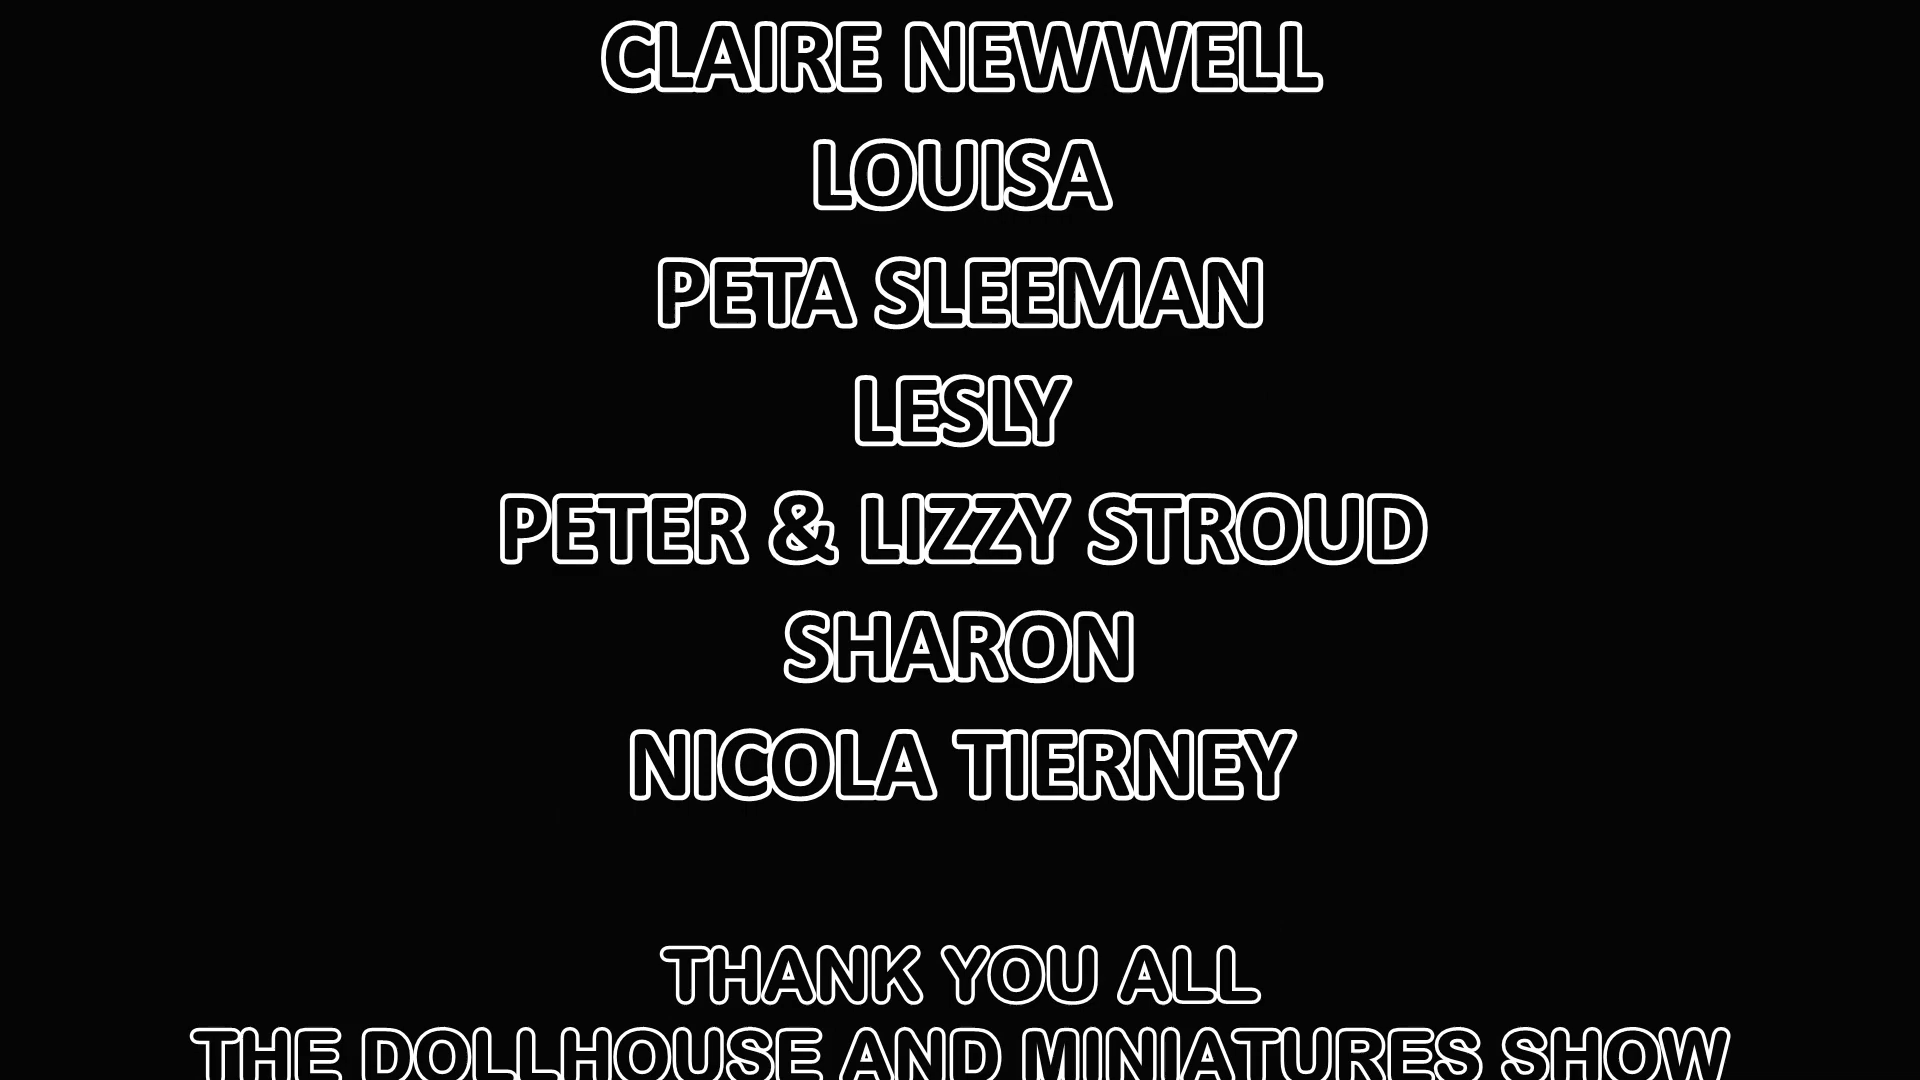 CLAIRE NEWWELL
LOUISA
PETA SLEEMAN
LESLY
PETER & LIZZY STROUD
SHARON
NICOLA TIERNEY
THANK YOU ALL
THE DOLLHOUSE AND MINIATURES SHOW